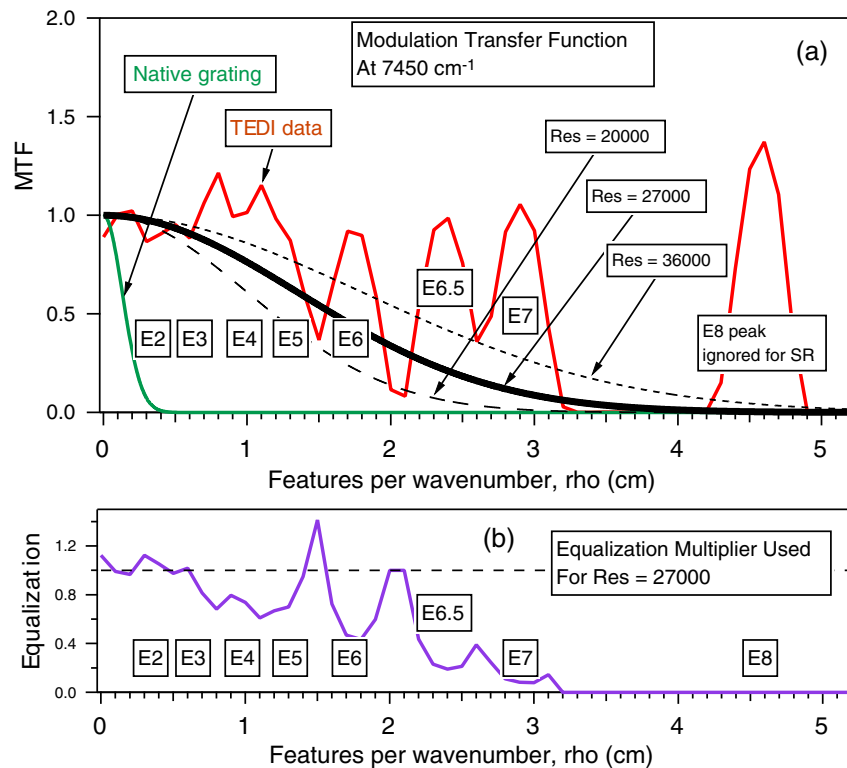 2.0
1.5
1.0
0.5
0.0
MTF
Modulation Transfer Function
At 7450 cm-1
(a)
Native grating
TEDI data
Res = 20000
Res = 27000
Res = 36000
E2
E3
E4
E5
E6
E6.5
E7
E8 peak
ignored for SR
0
1
2
3
4
5
Features per wavenumber, rho (cm)
1.2
0.8
0.4
0.0
Equalization
(b)
Equalization Multiplier Used
For Res = 27000
E2
E3
E4
E5
E6
E6.5
E7
E8
0
1
2
3
4
5
Features per wavenumber, rho (cm)